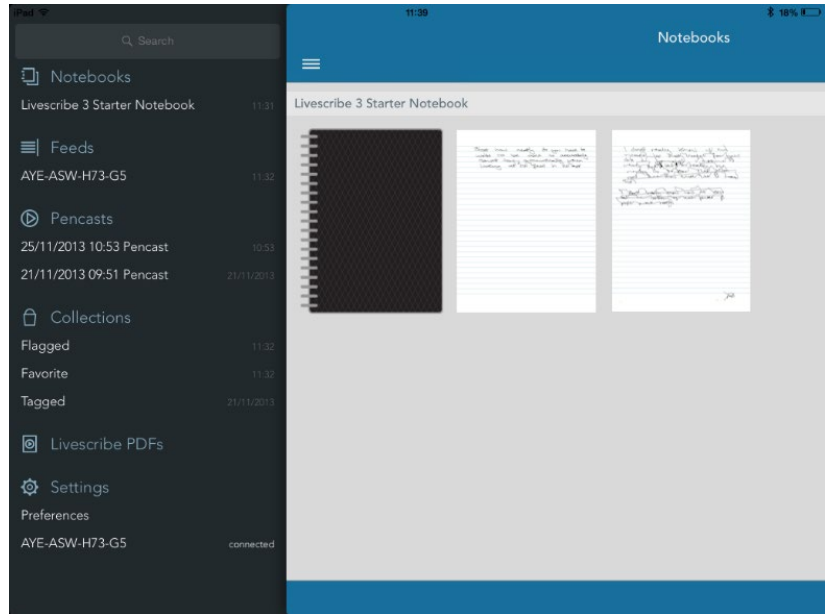 iPad
11:39
18%
Search
Notebooks
Notebooks
Livescribe 3 Starter Notebook 11:31
Livescribe 3 Starter Notebook
Feeds
AYE-ASW-H73-G5 11:32
Pencasts
25/11/2013 10:53 Pencast 10:53
21/11/2013 09:51 Pencast 21/11/2013
Collections
Flagged 11:32
Favorite 11:32
Tagged 21/11/2013
Livescribe PDFs
Settings
Preferences
AYE-ASW-H73-G5 connected